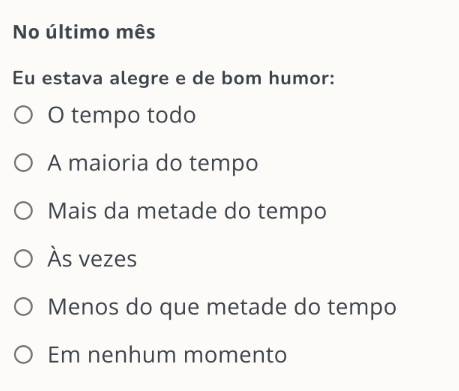 No último mês
Eu estava alegre e de bom humor:
O tempo todo
A maioria do tempo
Mais da metade do tempo
Às vezes
Menos do que metade do tempo
Em nenhum momento